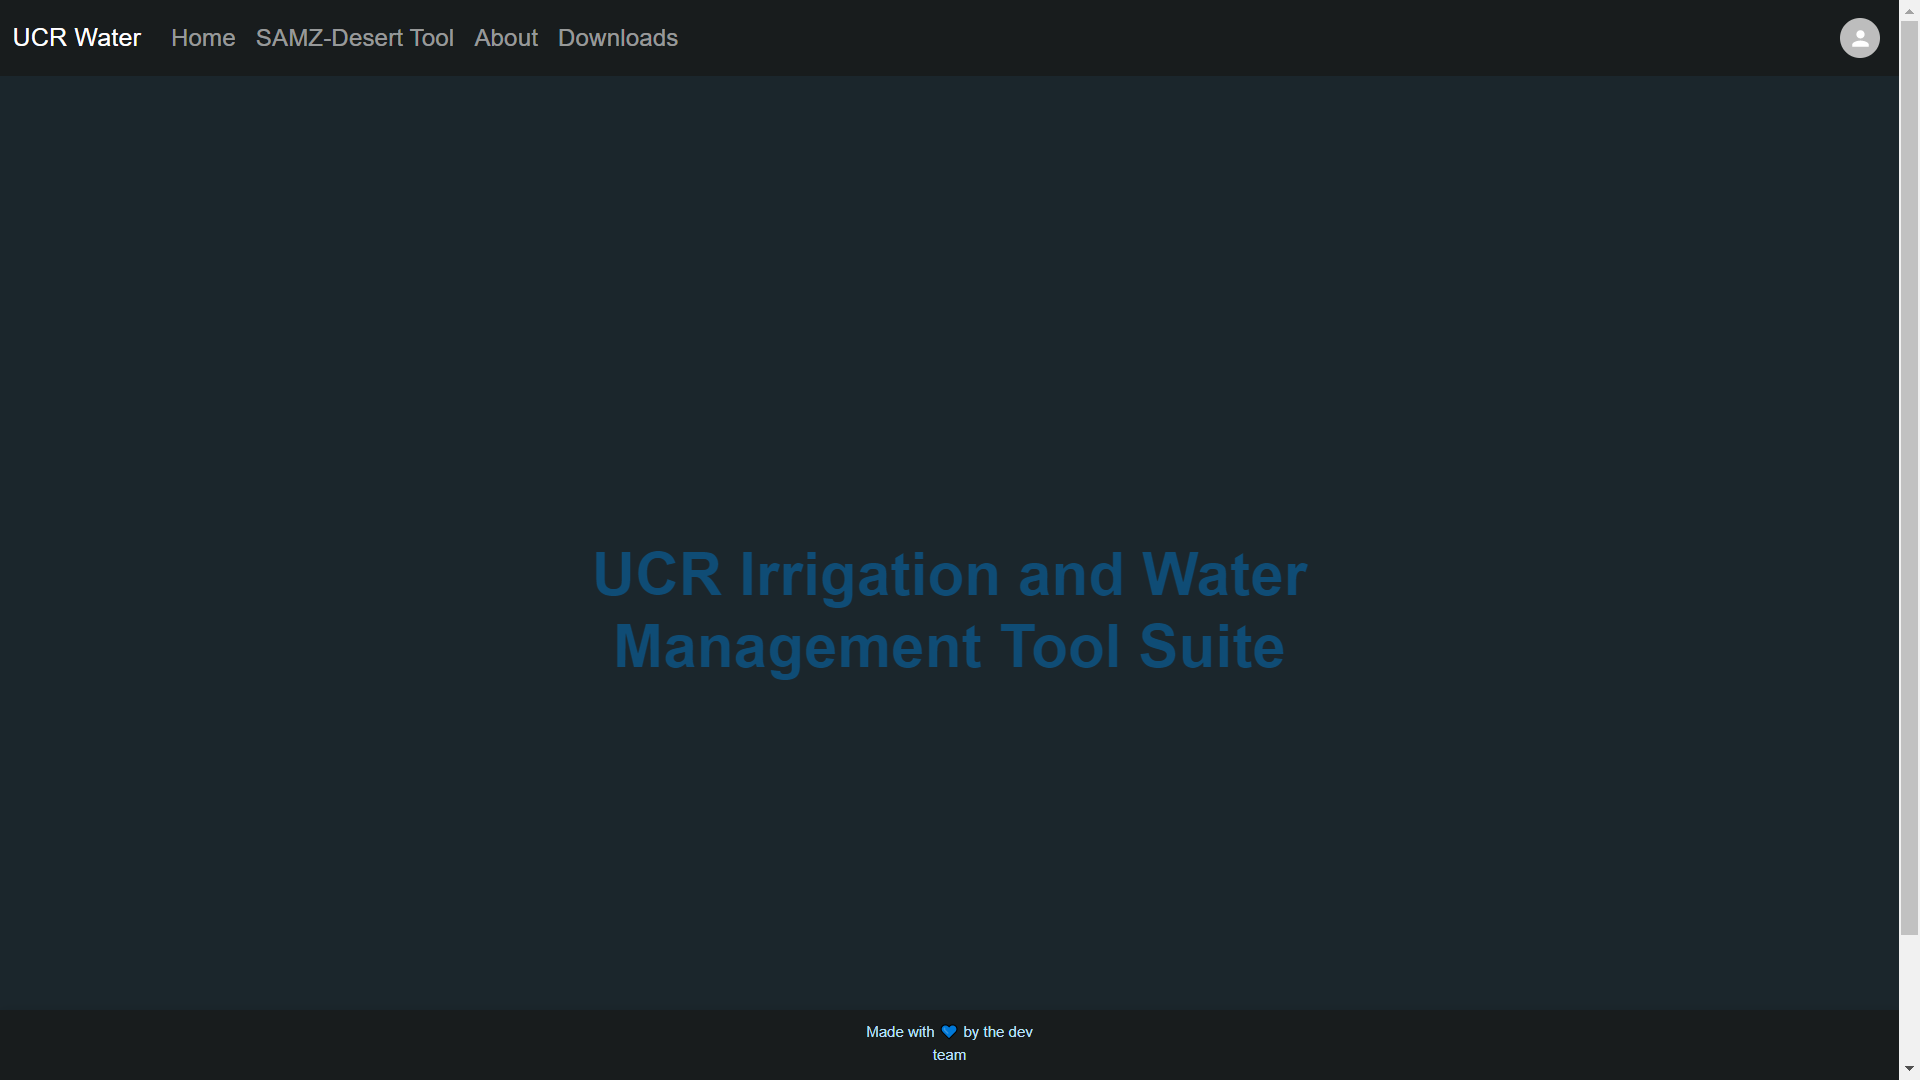 UCR Water Home SAMZ-Desert Tool About Downloads
UCR Irrigation and Water
Management Tool Suite
Made with 💙 by the dev
team